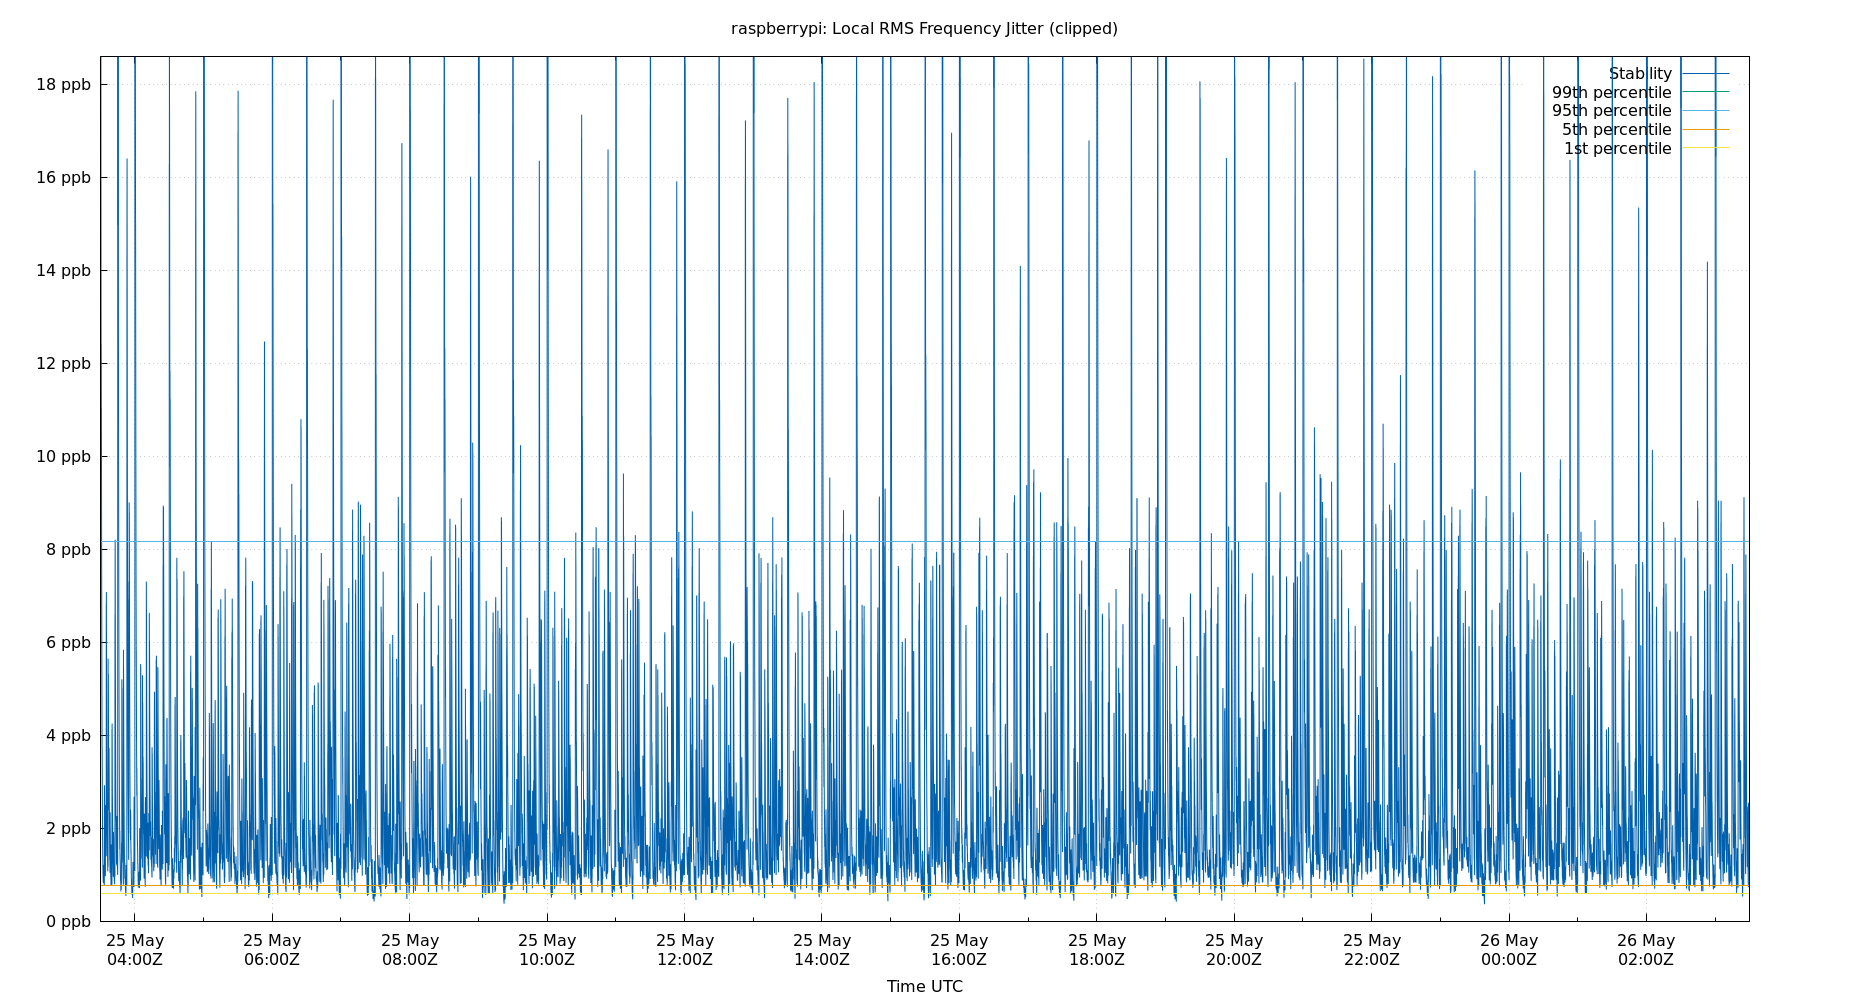 raspberrypi: Local RMS Frequency Jitter (clipped)
18 ppb
16 ppb
14 ppb
12 ppb
10 ppb
8 ppb
6 ppb
4 ppb
2 ppb
0 ppb
Stability
99th percentile
95th percentile
5th percentile
1st percentile
25 May 25 May 25 May 25 May 25 May 25 May 25 May 25 May 25 May 25 May 26 May 26 May
04:00Z 06:00Z 08:00Z 10:00Z 12:00Z 14:00Z 16:00Z 18:00Z 20:00Z 22:00Z 00:00Z 02:00Z
Time UTC